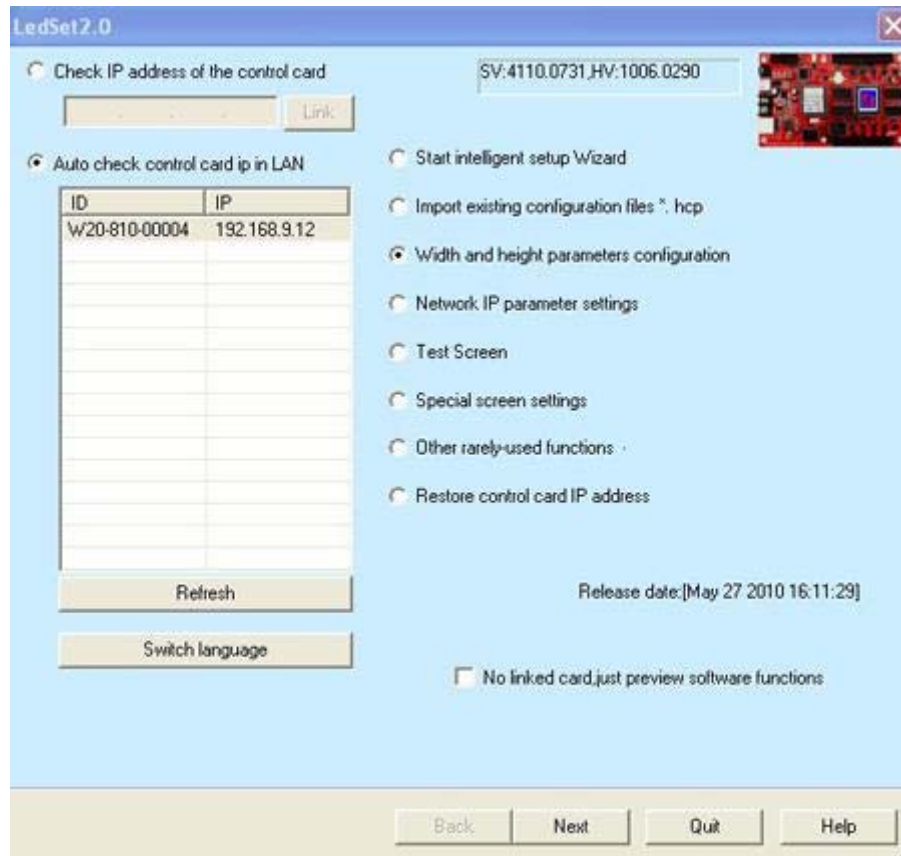 LedSet2.0
Check IP address of the control card
SV:4110.0731,HV:1006.0290
Link
Auto check control card ip in LAN
ID IP
W20-810-00004 192.168.9.12
Start intelligent setup Wizard
Import existing configuration files *. hcp
Width and height parameters configuration
Network IP parameter settings
Test Screen
Special screen settings
Other rarely-used functions
Restore control card IP address
Refresh
Release date:[May 27 2010 16:11:29]
Switch language
No linked card,just preview software functions
Back Next Quit Help